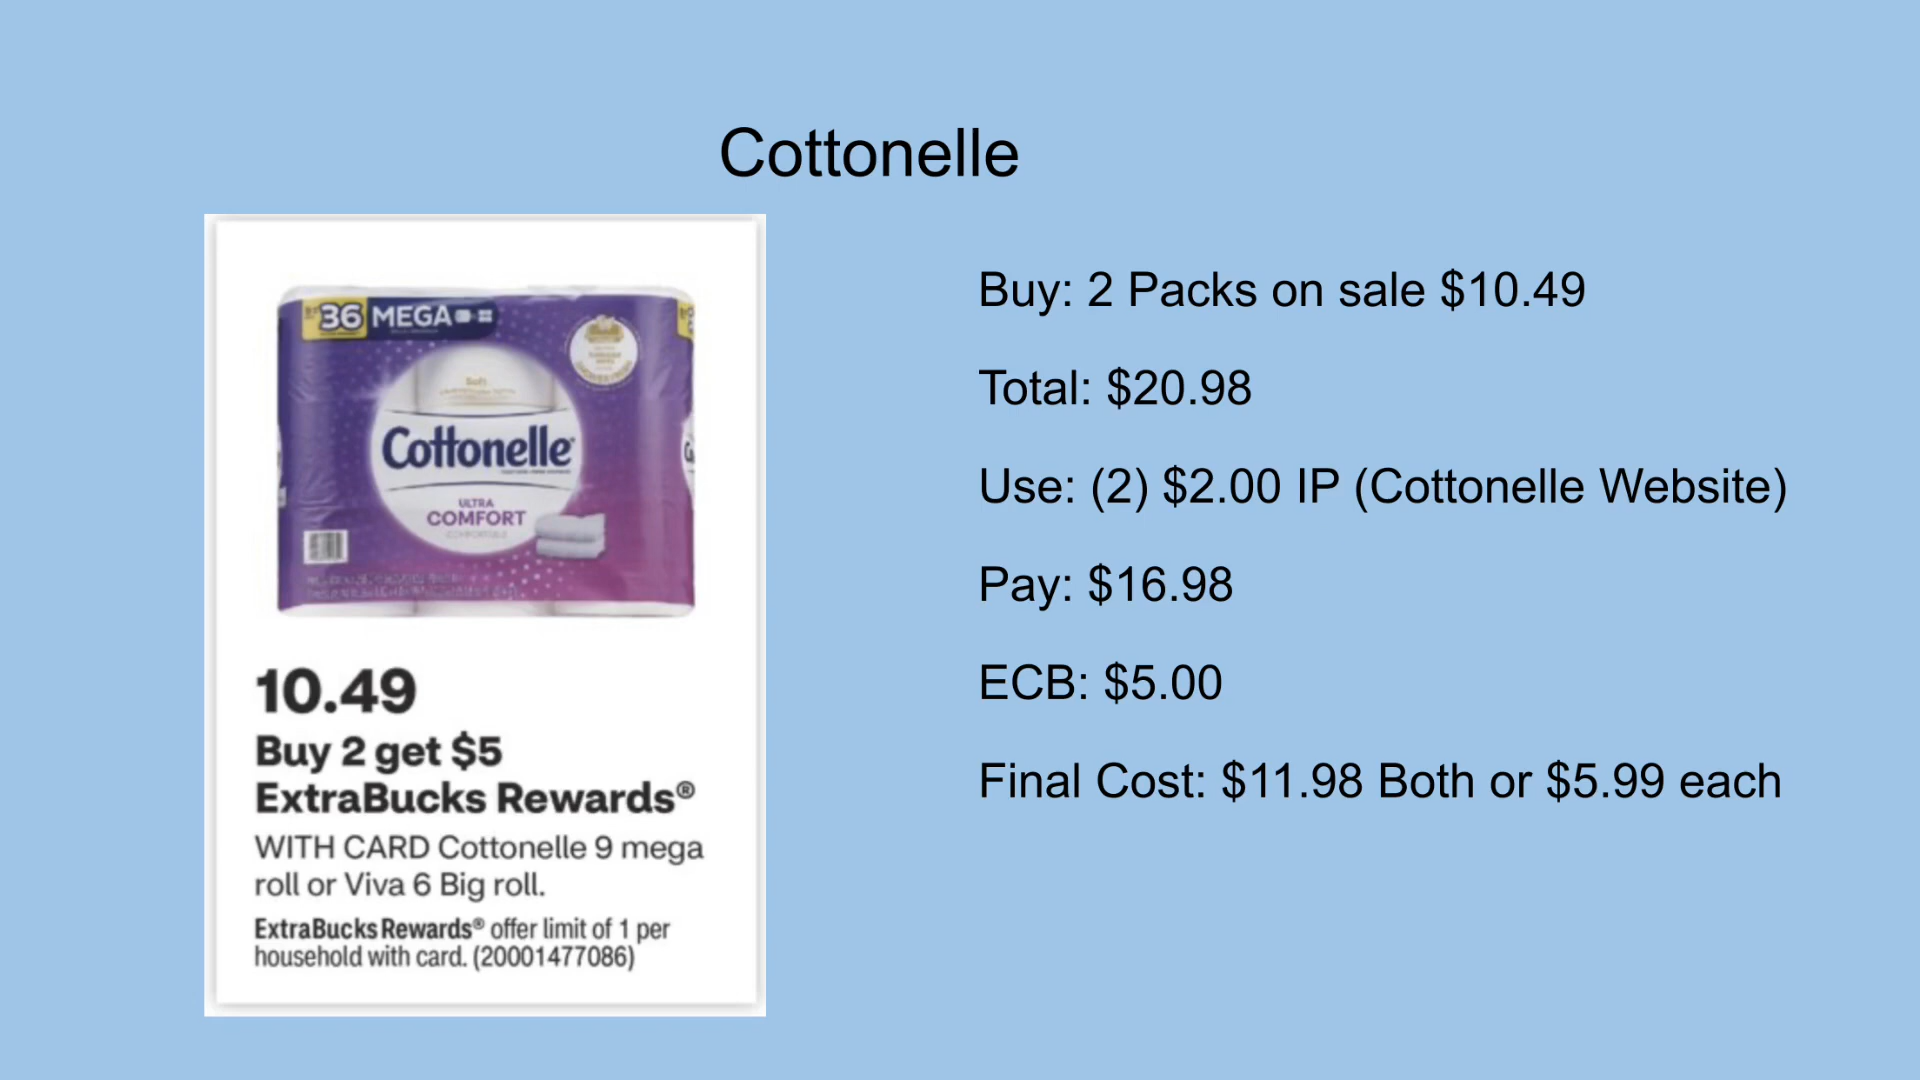 Cottonelle
36 MEGA
Soft
Cottonelle
ULTRA
COMFORT
10.49
Buy 2 get $5
ExtraBucks Rewards®
WITH CARD Cottonelle 9 mega
roll or Viva 6 Big roll.
ExtraBucks Rewards® offer limit of 1 per
household with card. (20001477086)
Buy: 2 Packs on sale $10.49
Total: $20.98
Use: (2) $2.00 IP (Cottonelle Website)
Pay: $16.98
ECB: $5.00
Final Cost: $11.98 Both or $5.99 each